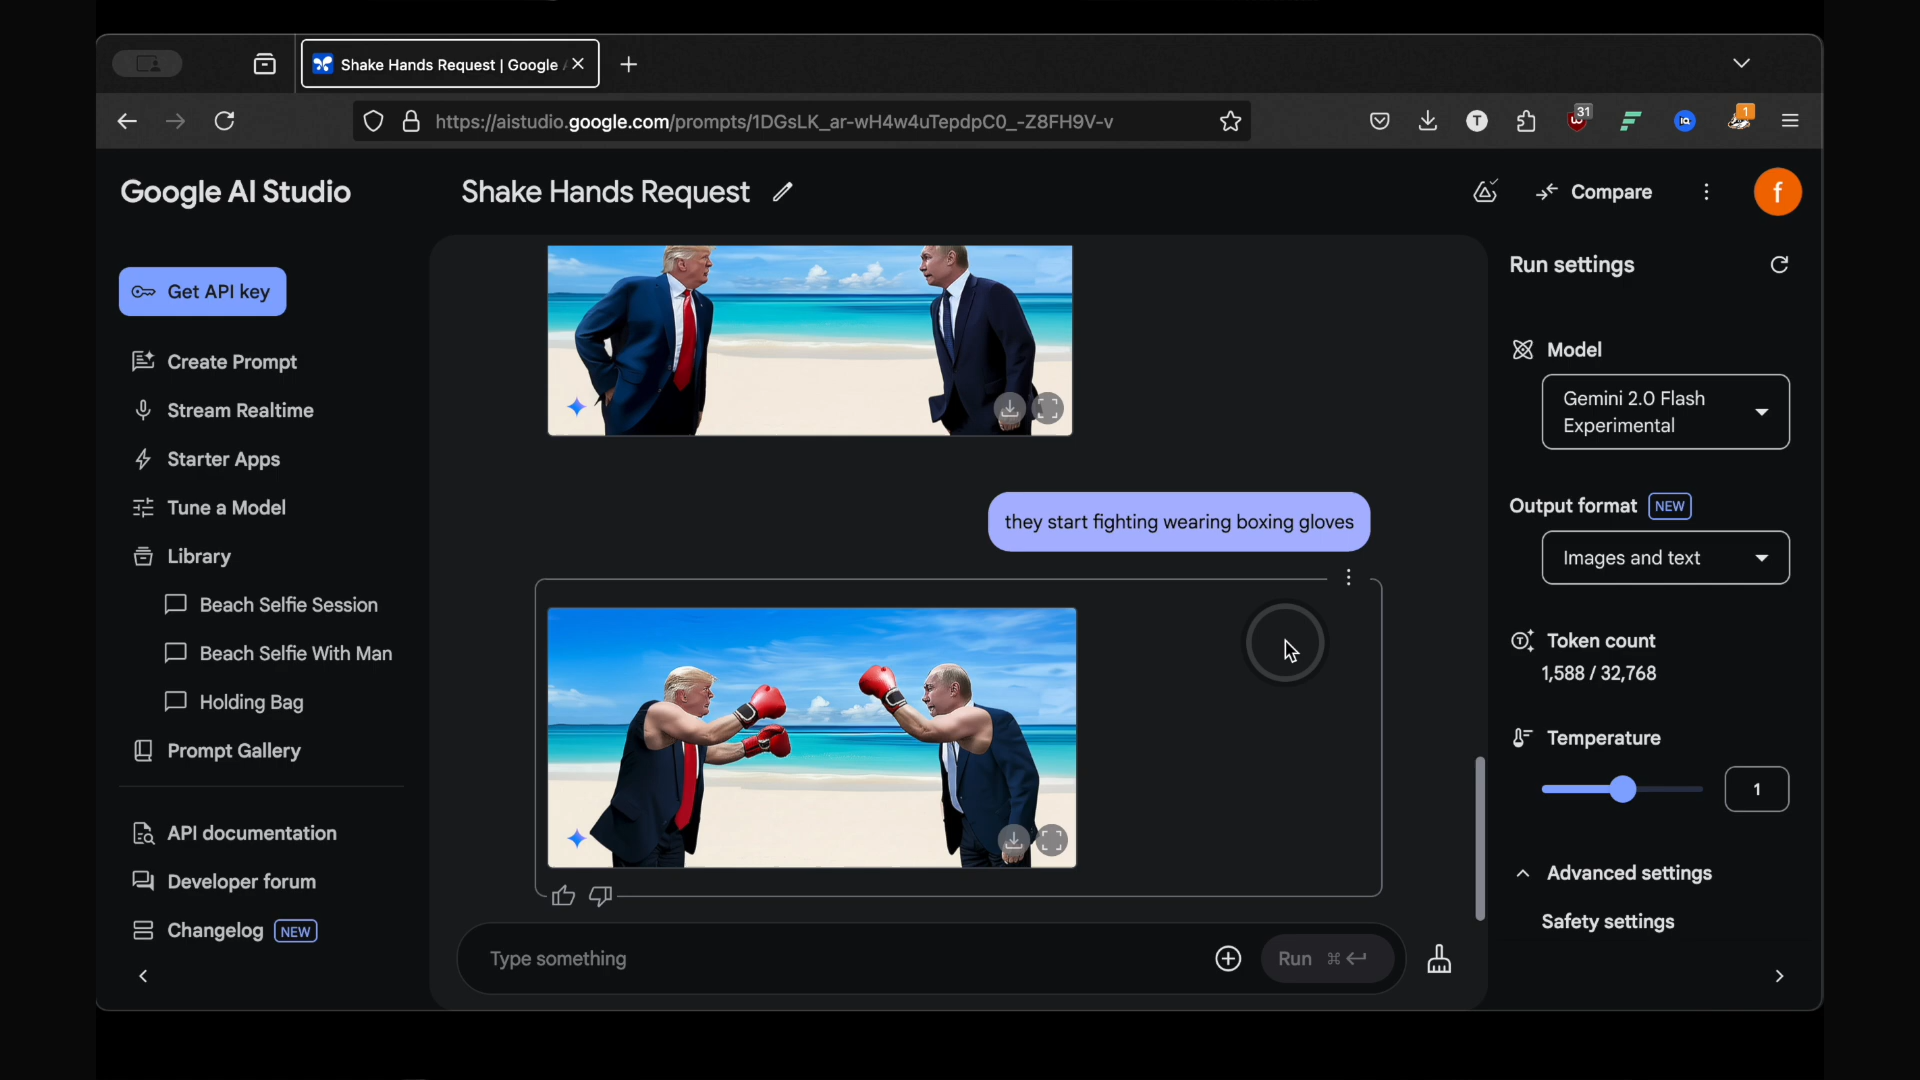 Shake Hands Request | Google
https://aistudio.google.com/prompts/1DGsLK_ar-wH4w4uTepdpC0_-Z8FH9V-v
T
31
IQ
1
Google AI Studio
Shake Hands Request
Compare
f
Get API key
Create Prompt
Stream Realtime
Starter Apps
Tune a Model
Library
Beach Selfie Session
Beach Selfie With Man
Holding Bag
Prompt Gallery
API documentation
Developer forum
Changelog NEW
they start fighting wearing boxing gloves
Type something
Run ⌘
Run settings
Model
Gemini 2.0 Flash
Experimental
Output format NEW
Images and text
Token count
1,588 / 32,768
Temperature
1
Advanced settings
Safety settings